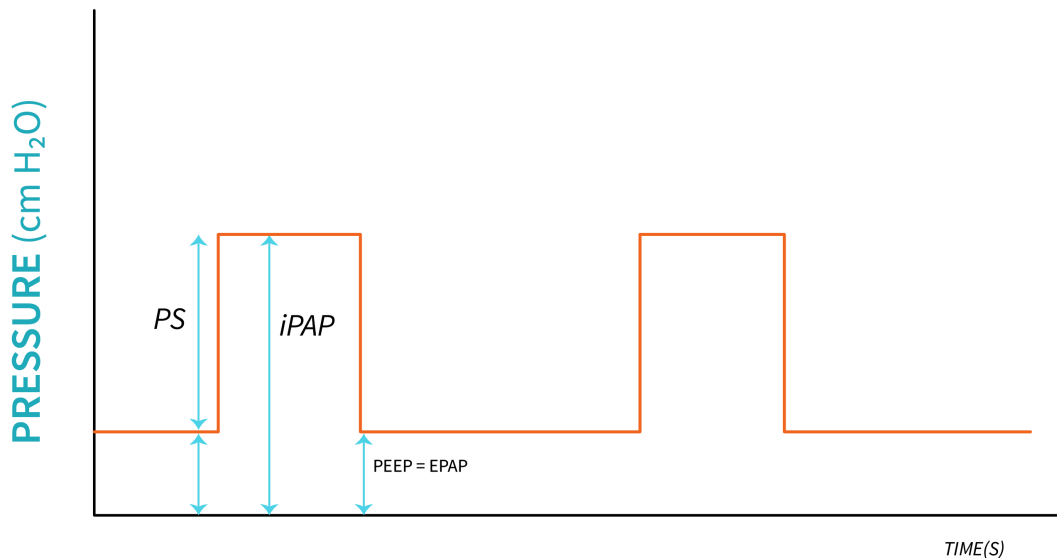 PRESSURE (cm H₂O)
PS
iPAP
PEEP = EPAP
TIME(S)